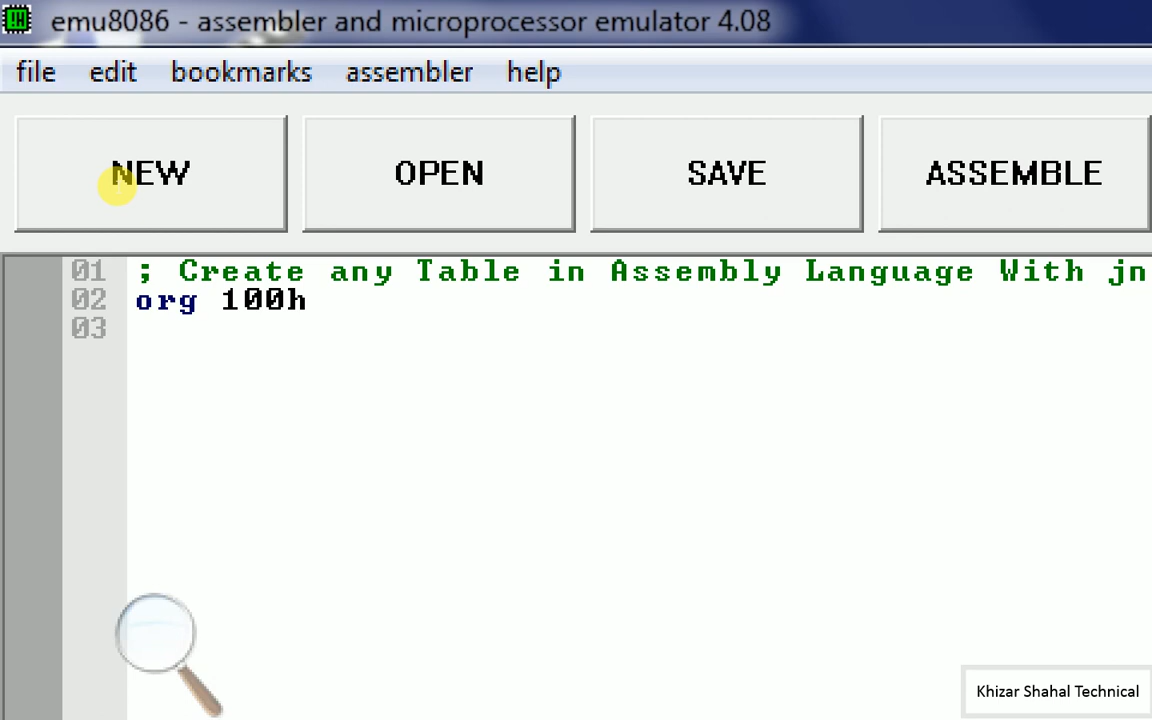 emu8086 - assembler and microprocessor emulator 4.08
file edit bookmarks assembler help
NEW OPEN SAVE ASSEMBLE
01 ; Create any Table in Assembly Language With jn
02 org 100h
03
Khizar Shahal Technical